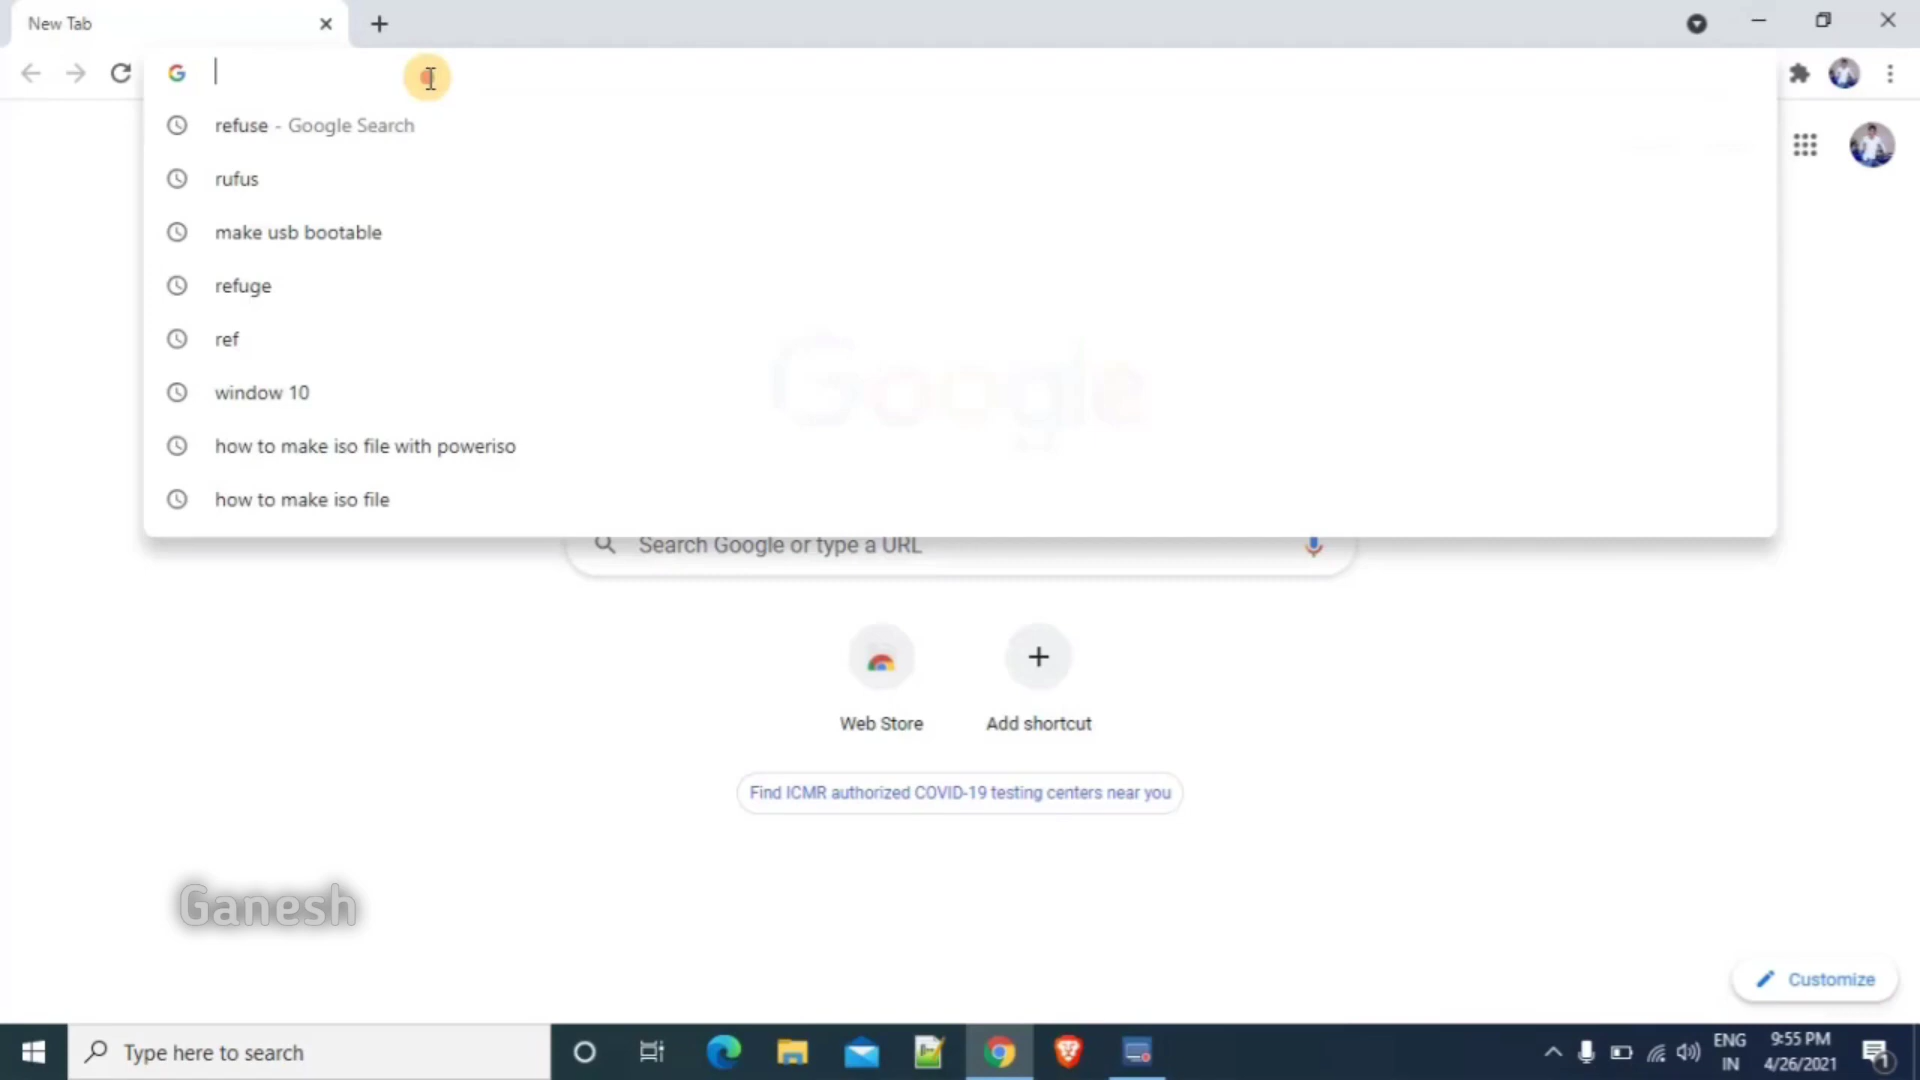 New Tab
refuse - Google Search
rufus
make usb bootable
refuge
ref
window 10
how to make iso file with poweriso
how to make iso file
Google
Search Google or type a URL
Web Store
Add shortcut
Find ICMR authorized COVID-19 testing centers near you
Ganesh
Customize
Type here to search
ENG
IN
9:55 PM
4/26/2021
1